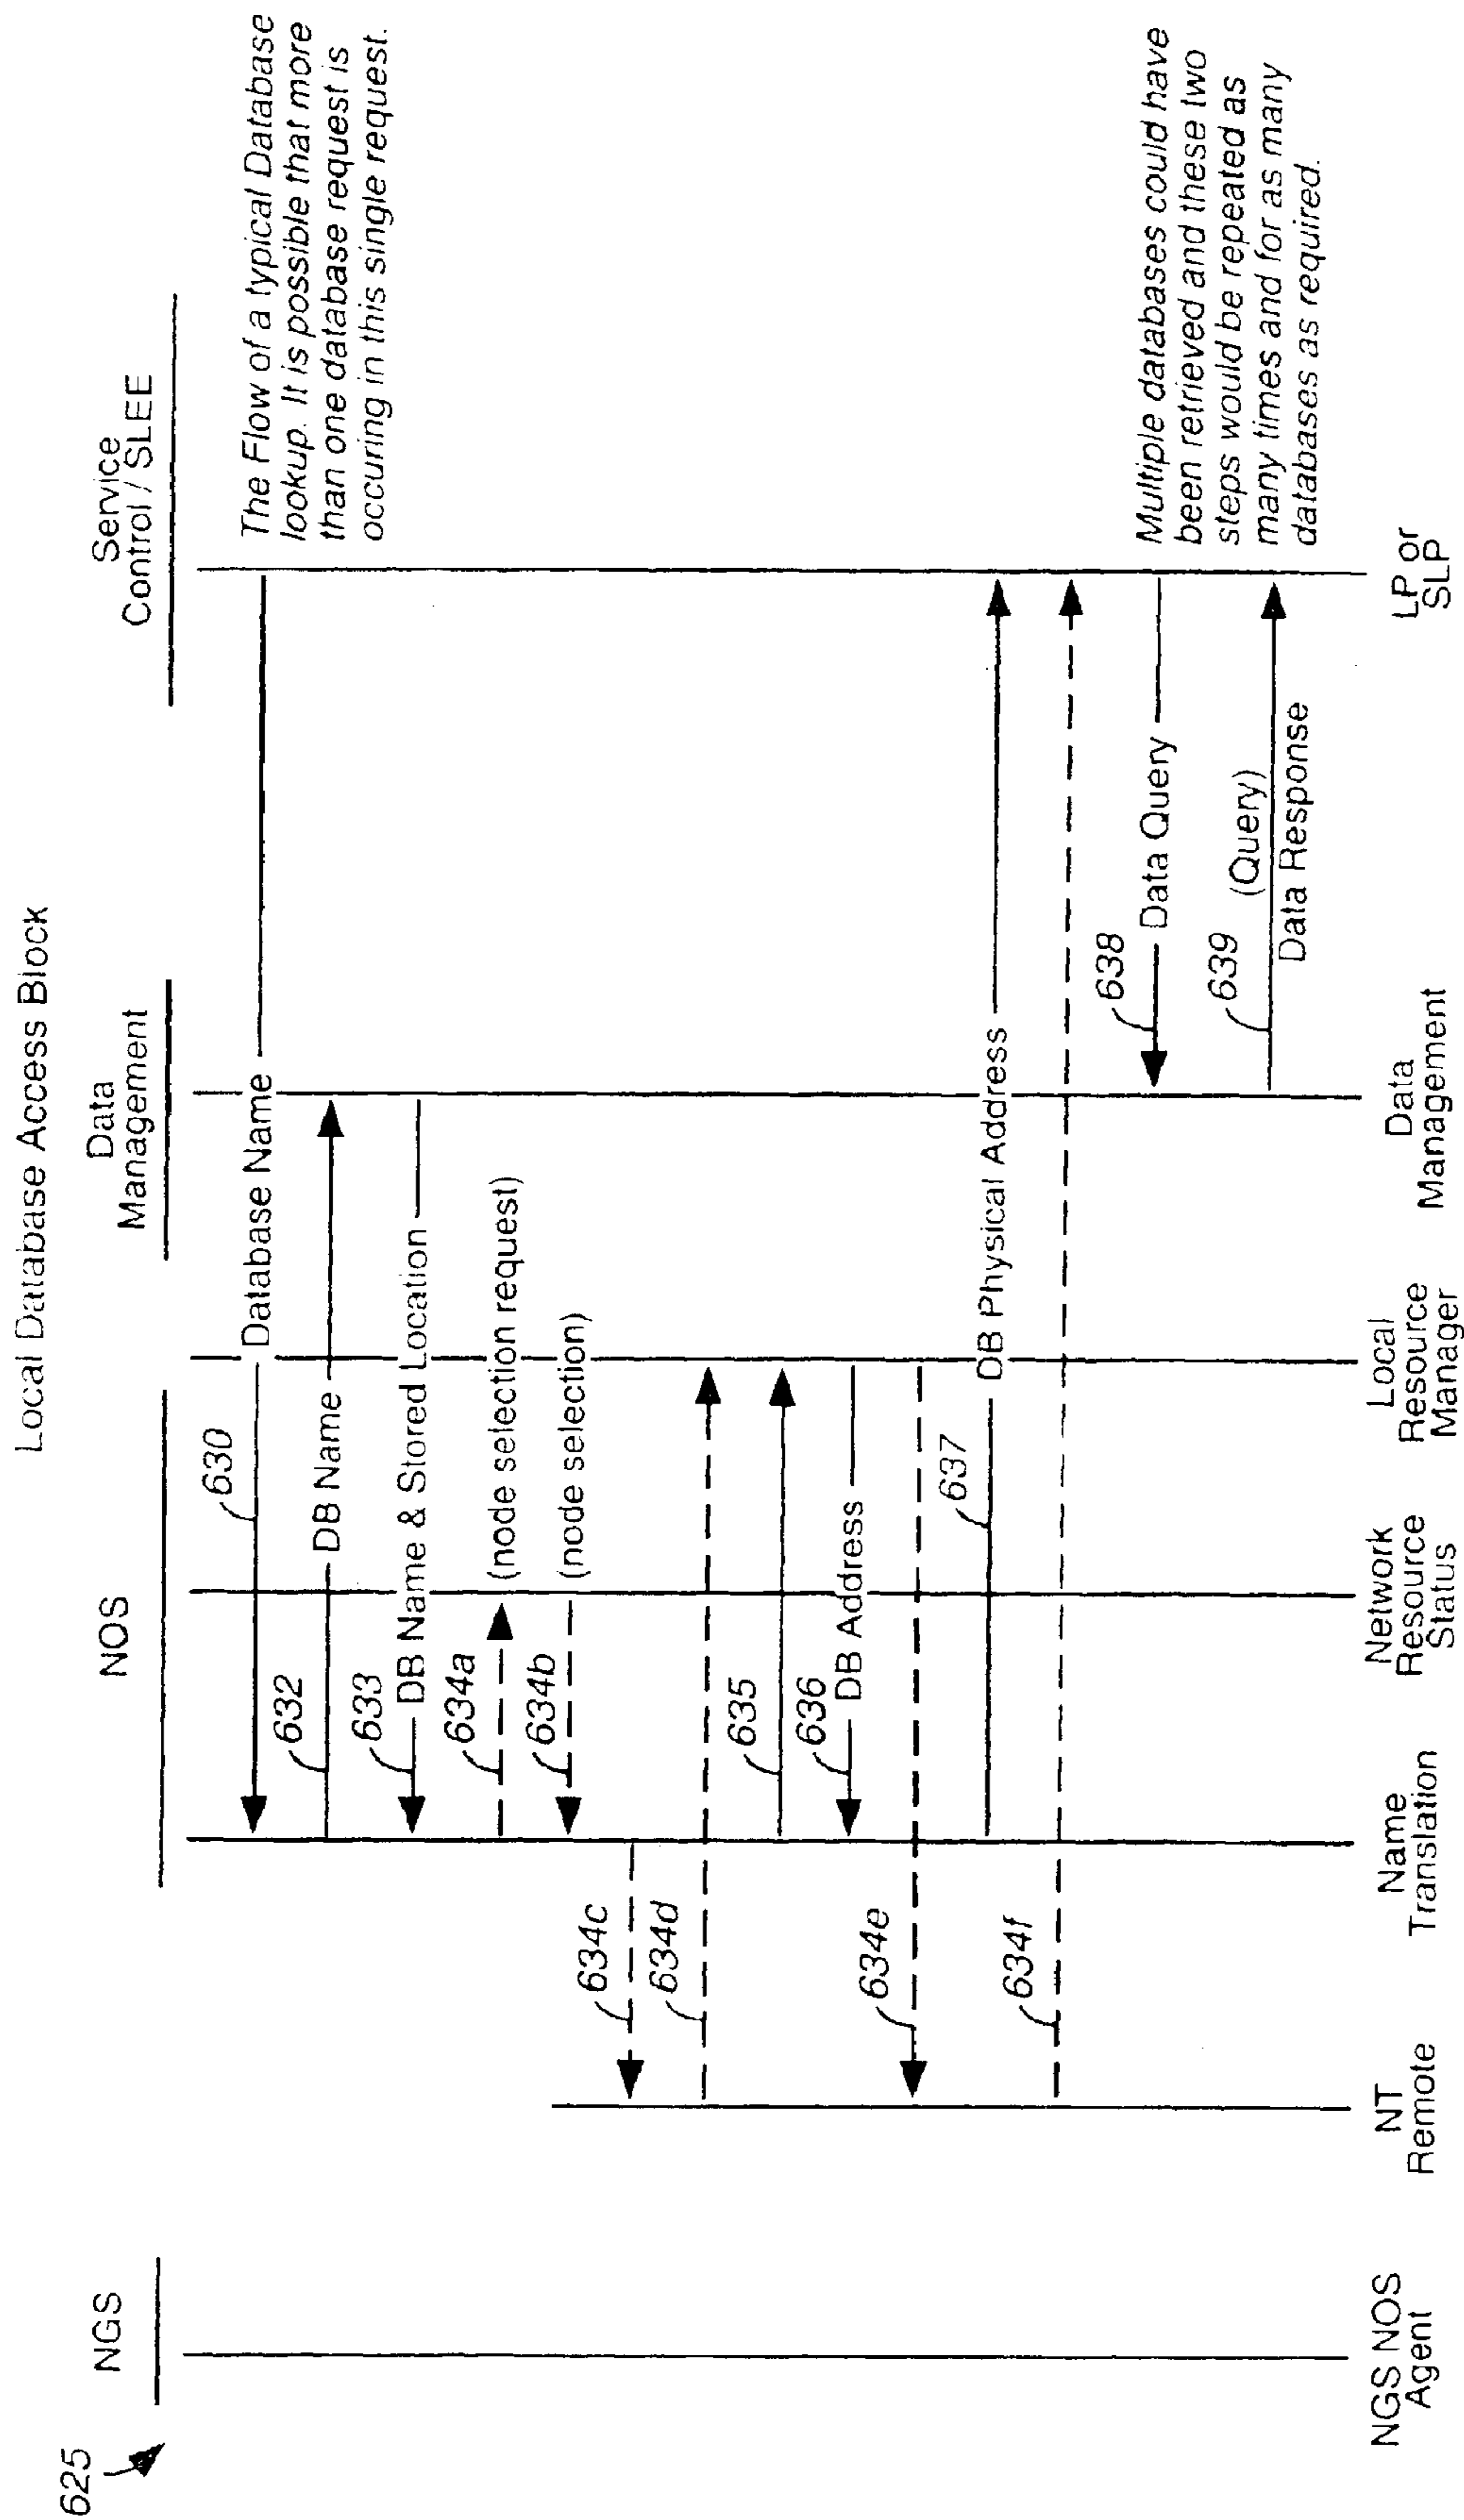 Local Database Access Block
625
NGS
NOS
Data
Management
Service
Control / SLEE
The Flow of a typical Database
lookup. It is possible that more
than one database request is
occuring in this single request.
630
Database Name
632
DB Name
633
DB Name & Stored Location
634a
(node selection request)
634b
(node selection)
634c
634d
635
636
DB Address
634e
637
DB Physical Address
634f
638
Data Query
639
(Query)
Data Response
Multiple databases could have
been retrieved and these two
steps would be repeated as
many times and for as many
databases as required.
NGS NOS
Agent
NT
Remote
Name
Translation
Network
Resource
Status
Local
Resource
Manager
Data
Management
LP or
SLP